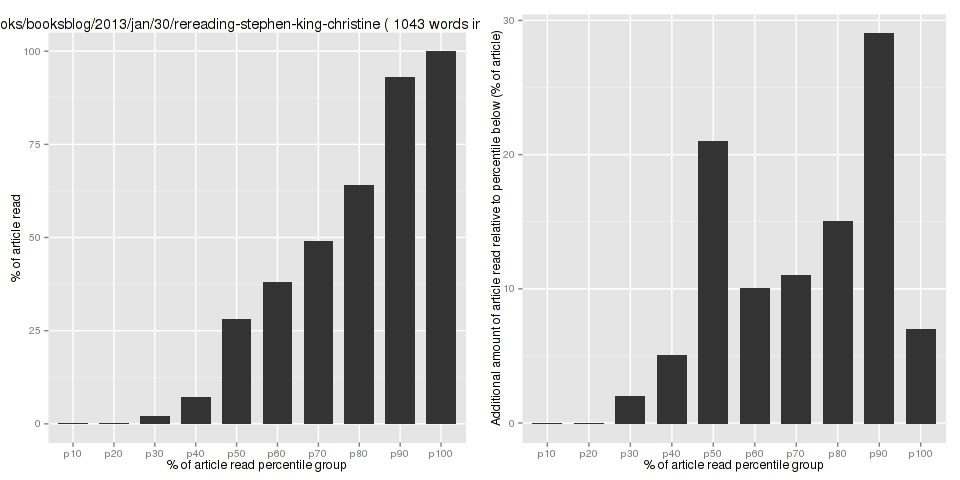 oks/booksblog/2013/jan/30/rereading-stephen-king-christine ( 1043 words ir
100
75
50
25
0
% of article read
p10 p20 p30 p40 p50 p60 p70 p80 p90 p100
% of article read percentile group
30
20
10
0
Additional amount of article read relative to percentile below (% of article)
p10 p20 p30 p40 p50 p60 p70 p80 p90 p100
% of article read percentile group